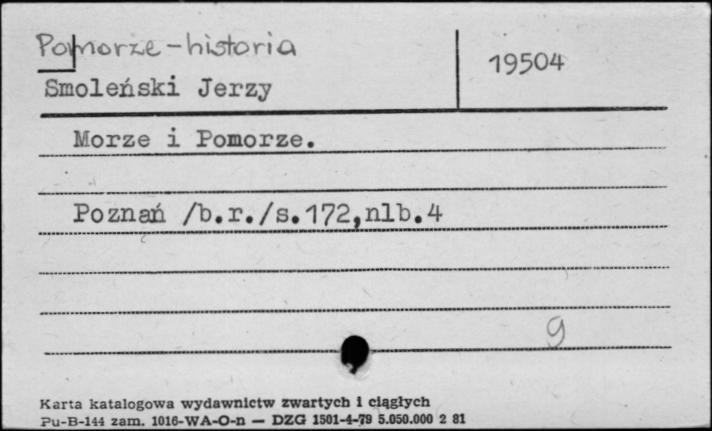 Pomorze - historia
19504
Smoleński Jerzy
Morze i Pomorze.
Poznań /b.r./s.172,nlb.4
9
Karta katalogowa wydawnictw zwartych i ciągłych
Pu-B-144 zam. 1016-WA-O-n — DZG 1501-4-79 5.050.000 2 81